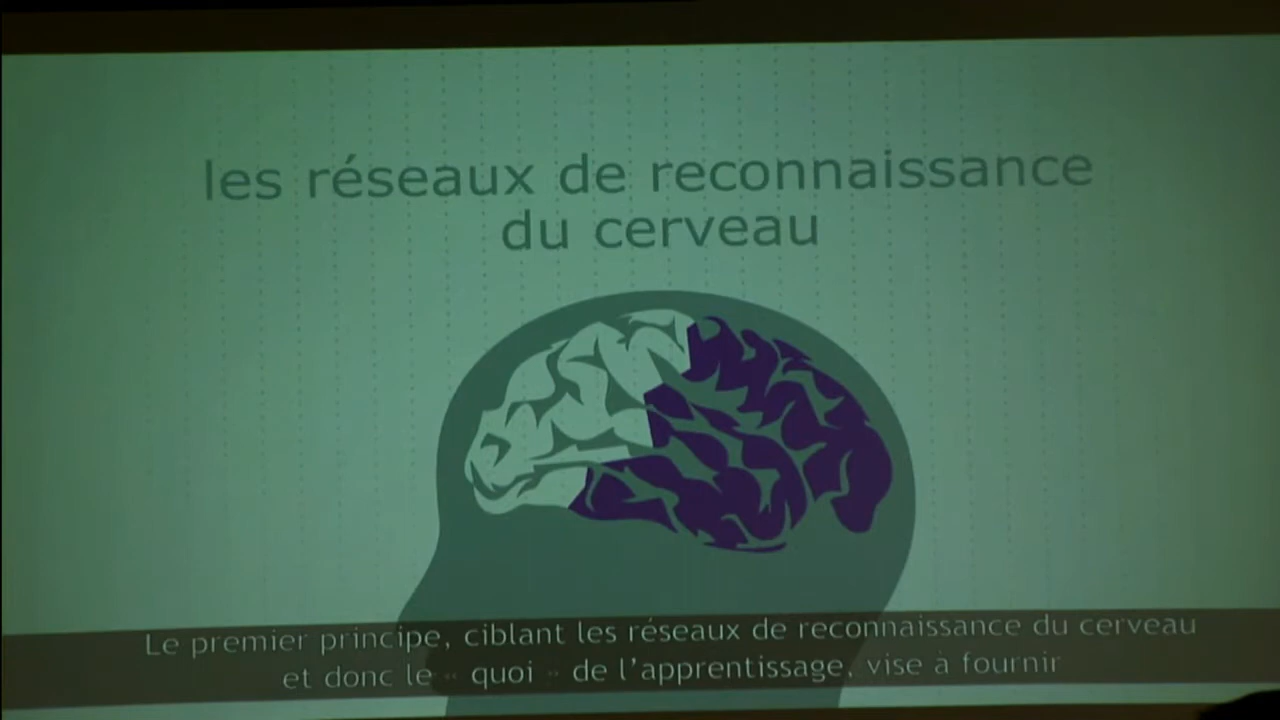 les réseaux de reconnaissance
du cerveau
Le premier principe, ciblant les réseaux de reconnaissance du cerveau
et donc le « quoi » de l'apprentissage, vise à fournir